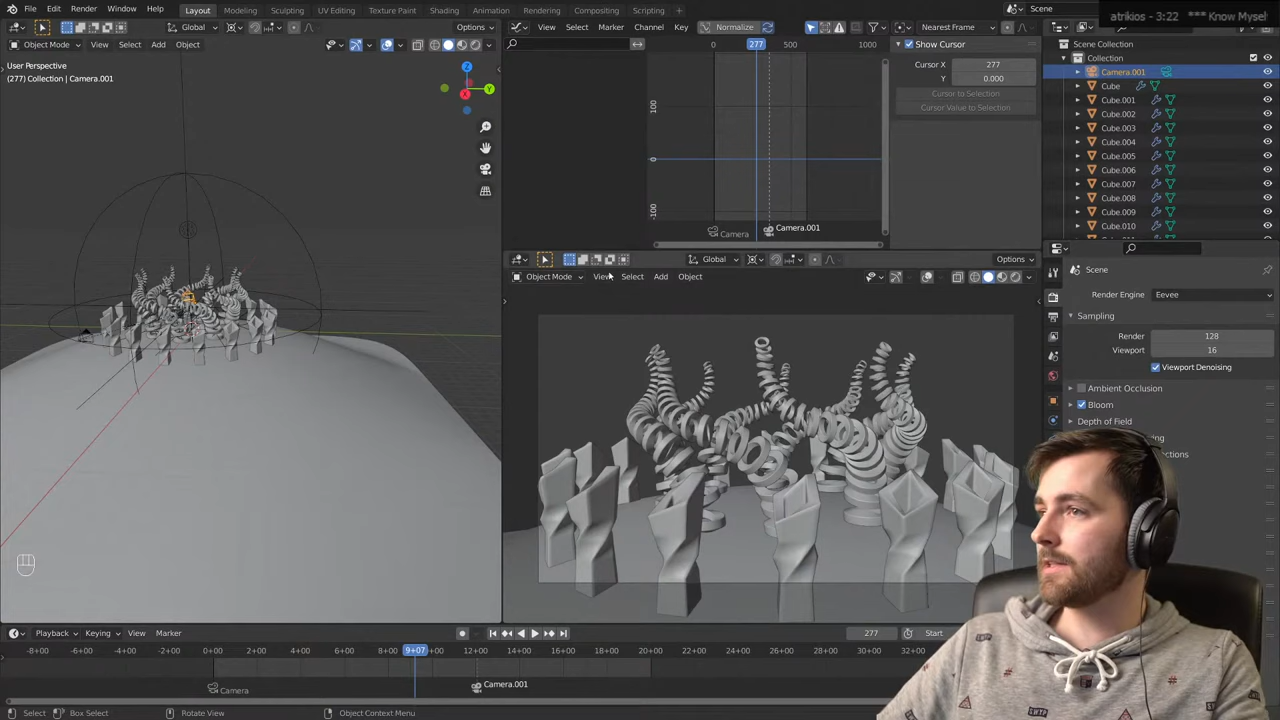 File Edit Render Window Help Layout Modeling Sculpting UV Editing Texture Paint Shading Animation Rendering Compositing Scripting Scene
atrikios - 3:22 *** Know Mysel
Global Options
Object Mode View Select Add Object
User Perspective
(277) Collection | Camera.001
View Select Marker Channel Key Normalize Nearest Frame
0 277 500 1000
100
0
-100
Camera Camera.001
Show Cursor
Cursor X 277
Y 0.000
Cursor to Selection
Cursor Value to Selection
Global Options
Object Mode View Select Add Object
Scene Collection
Collection
Camera.001
Cube
Cube.001
Cube.002
Cube.003
Cube.004
Cube.005
Cube.006
Cube.007
Cube.008
Cube.009
Cube.010
Scene
Render Engine Eevee
Sampling
Render 128
Viewport 16
Viewport Denoising
Ambient Occlusion
Bloom
Depth of Field
Playback Keying View Marker 277 Start
-8+00 -6+00 -4+00 -2+00 0+00 2+00 4+00 6+00 9+07 12+00 14+00 16+00 18+00 20+00 22+00 24+00 26+00 28+00 30+00 32+00
Camera Camera.001
Select Box Select Rotate View Object Context Menu